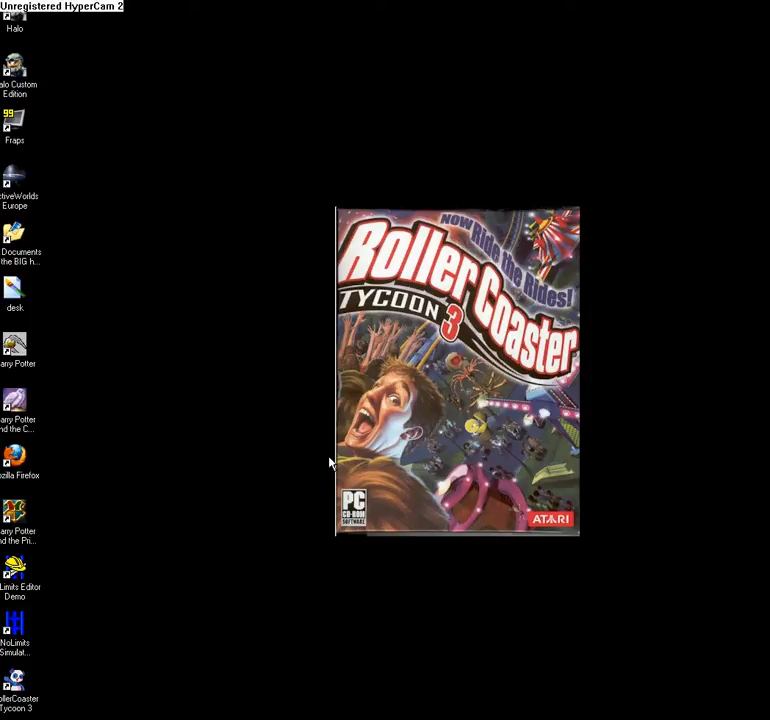 Unregistered HyperCam 2
Halo
alo Custom
Edition
99
Fraps
ctiveWorlds
Europe
Documents
the BIG h...
desk
arry Potter
arry Potter
nd the C...
ozilla Firefox
arry Potter
nd the Pri...
Limits Editor
Demo
NoLimits
Simulat...
ollerCoaster
Tycoon 3
NOW
Ride the Rides!
RollerCoaster
TYCOON 3
PC
CD-ROM
SOFTWARE
ATARI